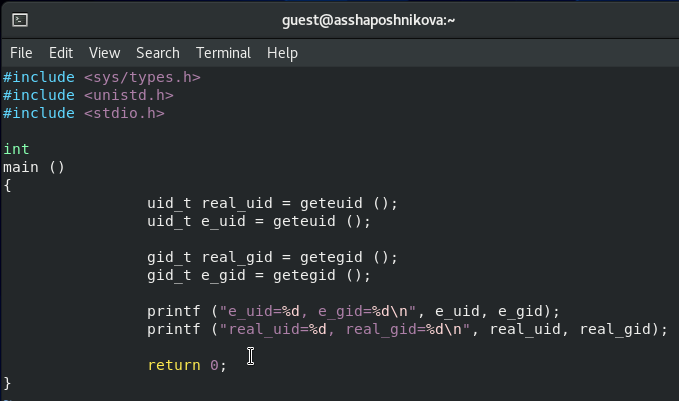 guest@asshaposhnikova:~
File Edit View Search Terminal Help
#include <sys/types.h>
#include <unistd.h>
#include <stdio.h>
int
main ()
{
uid_t real_uid = geteuid ();
uid_t e_uid = geteuid ();
gid_t real_gid = getegid ();
gid_t e_gid = getegid ();
printf ("e_uid=%d, e_gid=%d\n", e_uid, e_gid);
printf ("real_uid=%d, real_gid=%d\n", real_uid, real_gid);
return 0;
}